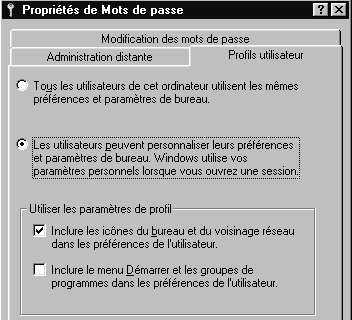 Propriétés de Mots de passe
Modification des mots de passe
Administration distante
Profils utilisateur
Tous les utilisateurs de cet ordinateur utilisent les mêmes
préférences et paramètres de bureau.
Les utilisateurs peuvent personnaliser leurs préférences
et paramètres de bureau. Windows utilise vos
paramètres personnels lorsque vous ouvrez une session.
Utiliser les paramètres de profil
Inclure les icônes du bureau et du voisinage réseau
dans les préférences de l'utilisateur.
Inclure le menu Démarrer et les groupes de
programmes dans les préférences de l'utilisateur.